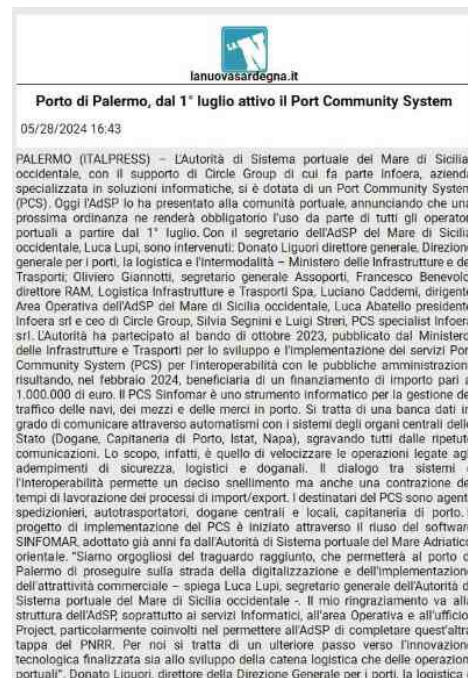 LA N
lanuovasardegna.it
Porto di Palermo, dal 1° luglio attivo il Port Community System
05/28/2024 16:43
PALERMO (ITALPRESS) – L'Autorità di Sistema portuale del Mare di Sicilia
occidentale, con il supporto di Circle Group di cui fa parte Infoera, azienda
specializzata in soluzioni informatiche, si è dotata di un Port Community System
(PCS). Oggi l'AdSP lo ha presentato alla comunità portuale, annunciando che una
prossima ordinanza ne renderà obbligatorio l'uso da parte di tutti gli operator
portuali a partire dal 1° luglio. Con il segretario dell'AdSP del Mare di Sicilia
occidentale, Luca Lupi, sono intervenuti: Donato Liguori direttore generale, Direzion
generale per i porti, la logistica e l'intermodalità – Ministero delle Infrastrutture e de
Trasporti; Oliviero Giannotti, segretario generale Assoporti, Francesco Benevolo
direttore RAM, Logistica Infrastrutture e Trasporti Spa, Luciano Caddemi, dirigente
Area Operativa dell'AdSP del Mare di Sicilia occidentale, Luca Abatello presidente
Infoera srl e ceo di Circle Group, Silvia Segnini e Luigi Streri, PCS specialist Infoera
srl. L'Autorità ha partecipato al bando di ottobre 2023, pubblicato dal Ministero
delle Infrastrutture e Trasporti per lo sviluppo e l'implementazione dei servizi Por
Community System (PCS) per l'interoperabilità con le pubbliche amministrazion
risultando, nel febbraio 2024, beneficiaria di un finanziamento di importo pari a
1.000.000 di euro. Il PCS Sinfomar è uno strumento informatico per la gestione de
traffico delle navi, dei mezzi e delle merci in porto. Si tratta di una banca dati in
grado di comunicare attraverso automatismi con i sistemi degli organi centrali delle
Stato (Dogane, Capitaneria di Porto, Istat, Napa), sgravando tutti dalle ripetute
comunicazioni. Lo scopo, infatti, è quello di velocizzare le operazioni legate agl
adempimenti di sicurezza, logistici e doganali. Il dialogo tra sistemi e
l'interoperabilità permette un deciso snellimento ma anche una contrazione de
tempi di lavorazione dei processi di import/export. I destinatari del PCS sono agent
spedizionieri, autotrasportatori, dogane centrali e locali, capitaneria di porto. I
progetto di implementazione del PCS è iniziato attraverso il riuso del software
SINFOMAR, adottato già anni fa dall'Autorità di Sistema portuale del Mare Adriatico
orientale. "Siamo orgogliosi del traguardo raggiunto, che permetterà al porto d
Palermo di proseguire sulla strada della digitalizzazione e dell'implementazione
dell'attrattività commerciale – spiega Luca Lupi, segretario generale dell'Autorità d
Sistema portuale del Mare di Sicilia occidentale -. Il mio ringraziamento va alla
struttura dell'AdSP, soprattutto ai servizi Informatici, all'area Operativa e all'ufficio
Project, particolarmente coinvolti nel permettere all'AdSP di completare quest'altra
tappa del PNRR. Per noi si tratta di un ulteriore passo verso l'innovazione
tecnologica finalizzata sia allo sviluppo della catena logistica che delle operazion
portuali". Donato Liguori, direttore della Direzione Generale per i porti, la logistica e